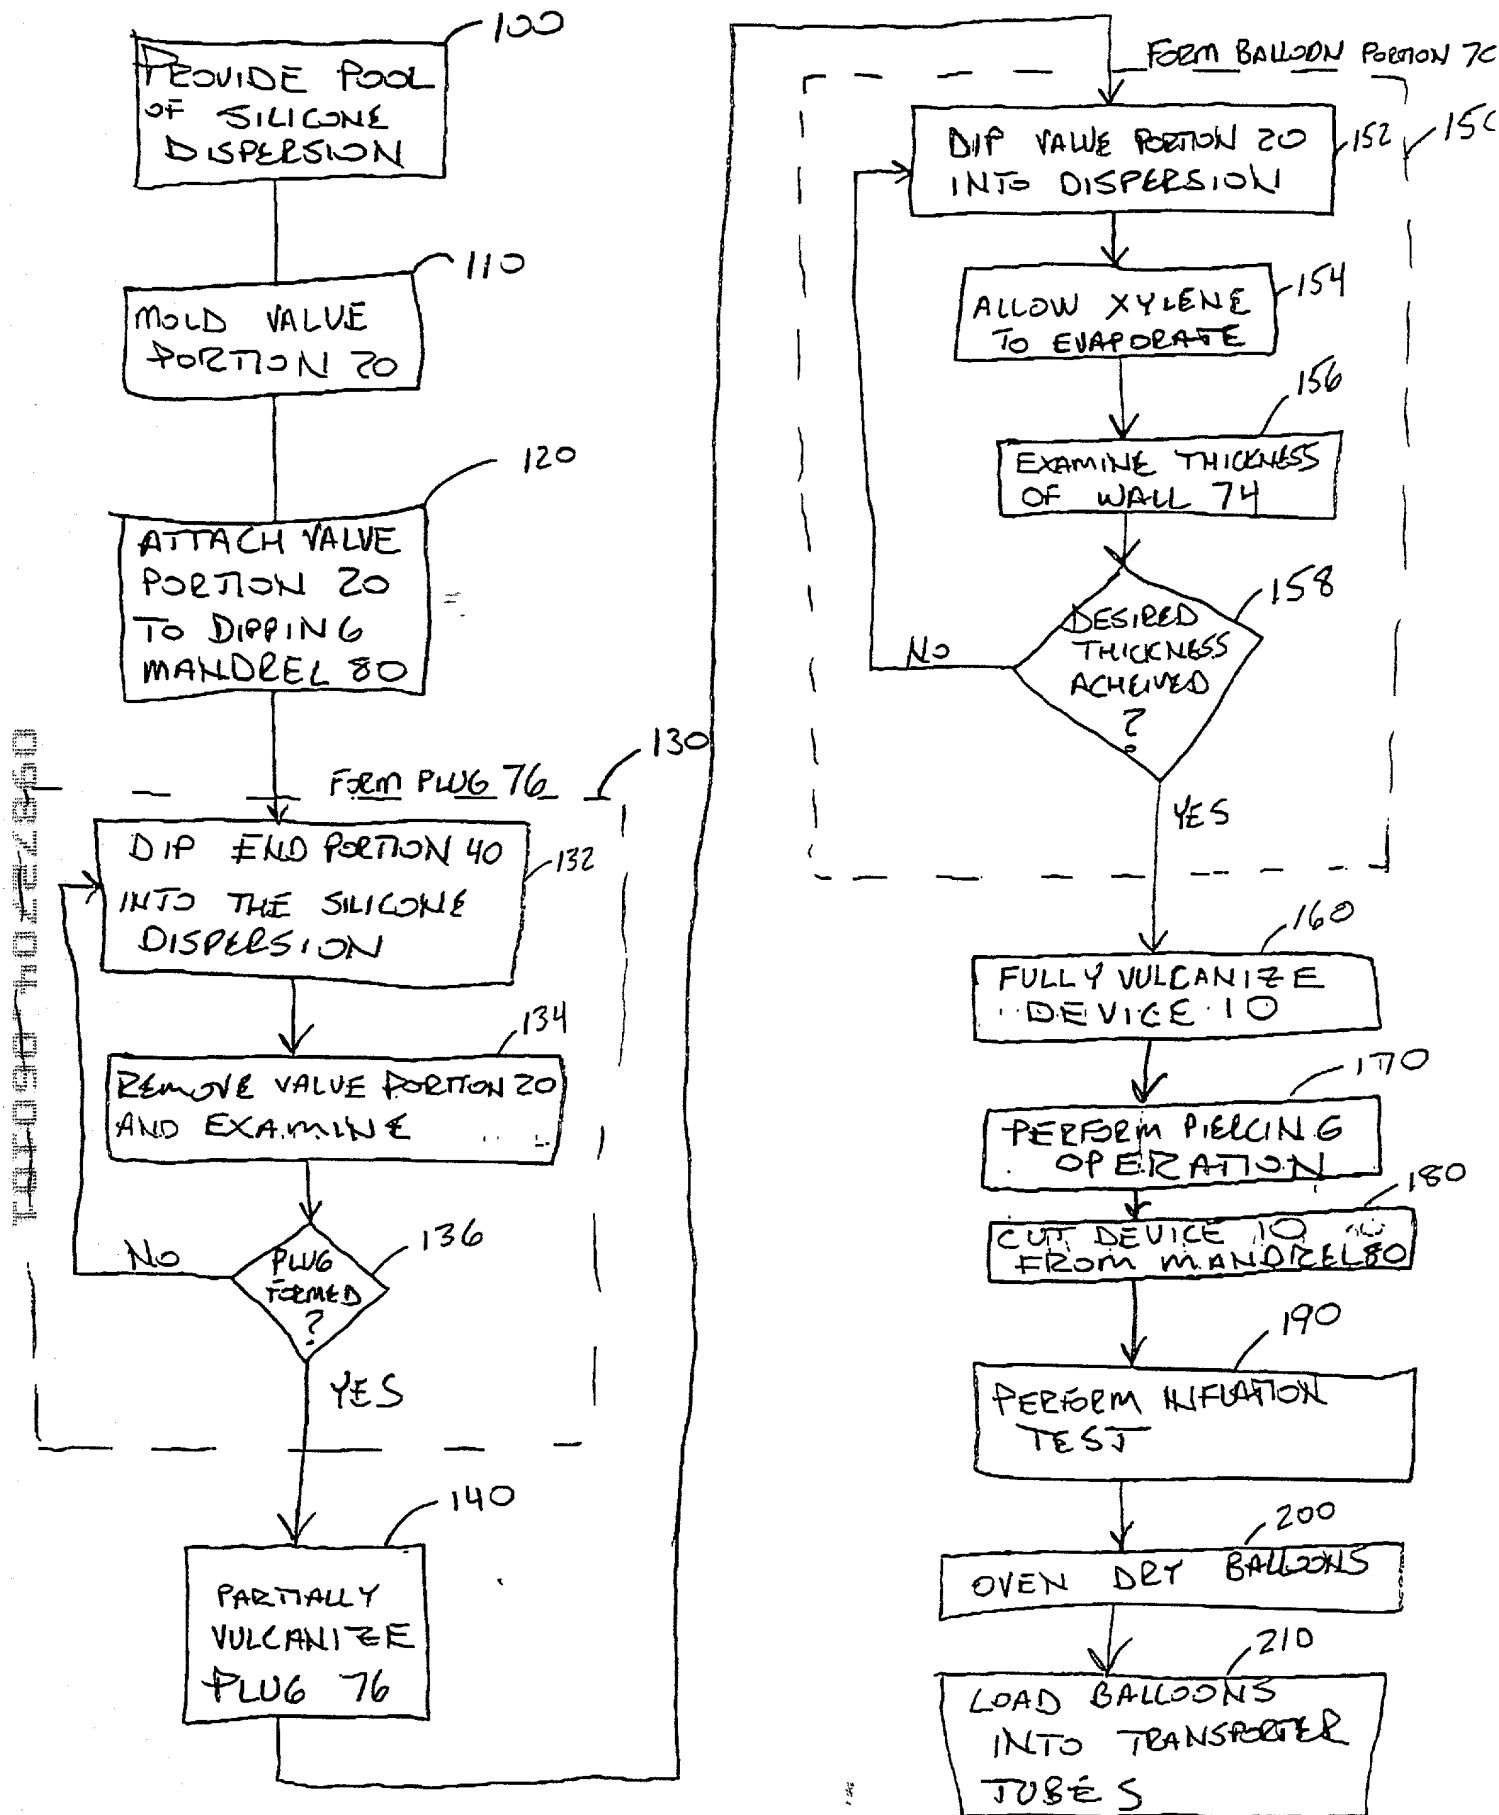 100
PROVIDE POOL
OF SILICONE
DISPERSION
110
MOLD VALVE
PORTION 20
120
ATTACH VALVE
PORTION 20
TO DIPPING
MANDREL 80
130
FORM PLUG 76
DIP END PORTION 40
INTO THE SILICONE
DISPERSION
132
134
REMOVE VALVE PORTION 20
AND EXAMINE
136
PLUG
FORMED
?
NO
YES
140
PARTIALLY
VULCANIZE
PLUG 76
FORM BALLOON PORTION 70
150
DIP VALVE PORTION 20
INTO DISPERSION
152
154
ALLOW XYLENE
TO EVAPORATE
156
EXAMINE THICKNESS
OF WALL 74
158
DESIRED
THICKNESS
ACHEIVED
?
NO
YES
160
FULLY VULCANIZE
DEVICE 10
170
PERFORM PIERCING
OPERATION
180
CUT DEVICE 10
FROM MANDREL 80
190
PERFORM INFLATION
TEST
200
OVEN DRY BALLOONS
210
LOAD BALLOONS
INTO TRANSPORTER
TUBES